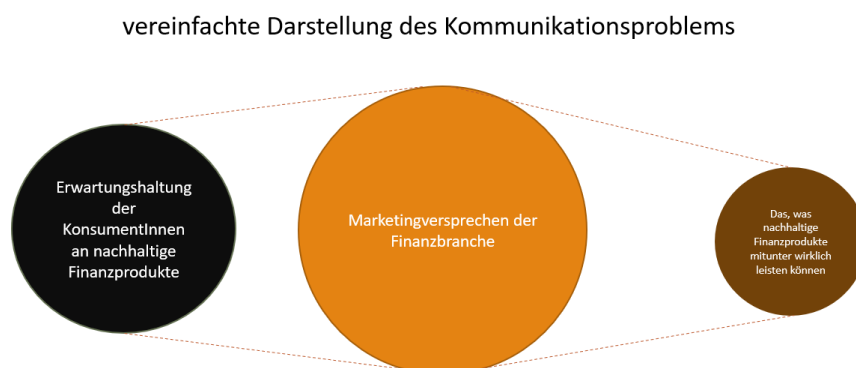 vereinfachte Darstellung des Kommunikationsproblems
Erwartungshaltung
der
KonsumentInnen
an nachhaltige
Finanzprodukte
Marketingversprechen der
Finanzbranche
Das, was
nachhaltige
Finanzprodukte
mitunter wirklich
leisten können